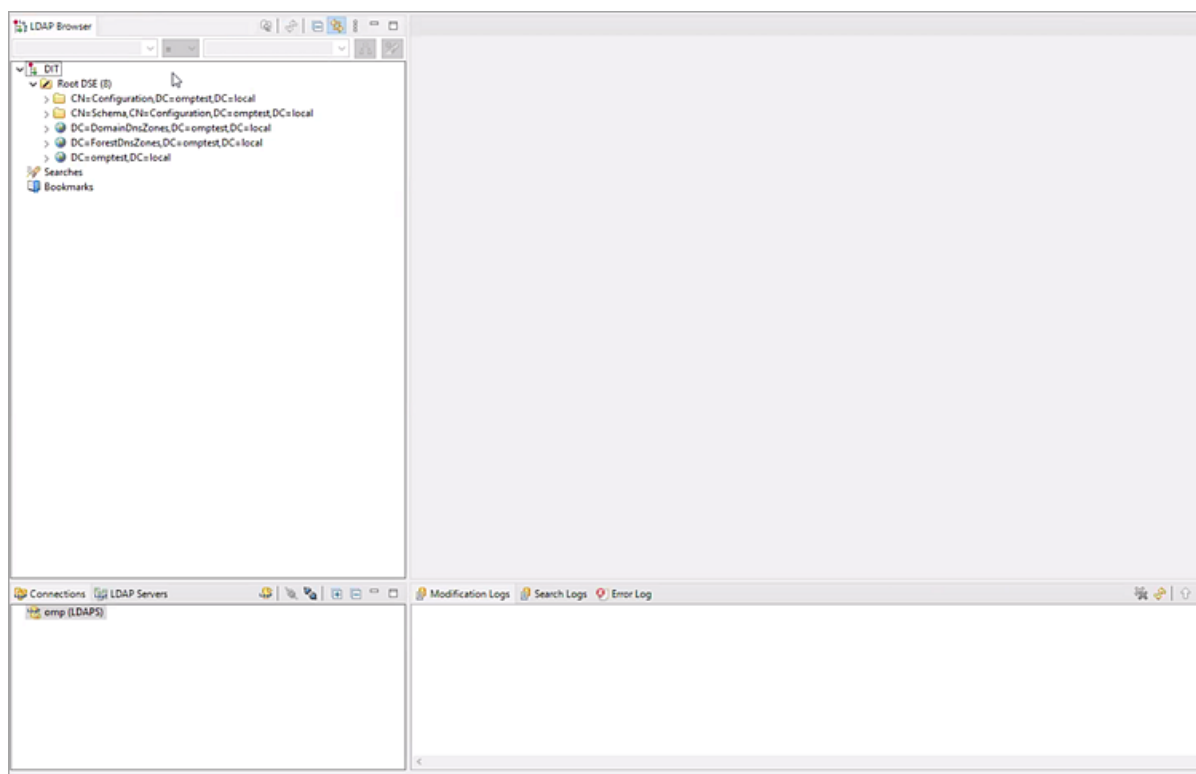 LDAP Browser
=
DIT
Root DSE (8)
CN=Configuration,DC=omptest,DC=local
CN=Schema,CN=Configuration,DC=omptest,DC=local
DC=DomainDnsZones,DC=omptest,DC=local
DC=ForestDnsZones,DC=omptest,DC=local
DC=omptest,DC=local
Searches
Bookmarks
Connections LDAP Servers
omp (LDAPS)
Modification Logs Search Logs Error Log